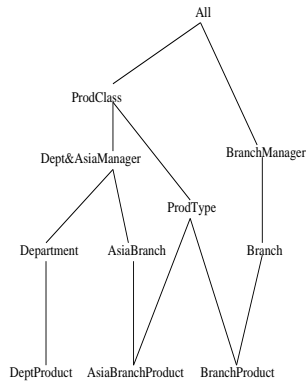 All
ProdClass
Dept&AsiaManager
BranchManager
ProdType
Department AsiaBranch Branch
DeptProduct AsiaBranchProduct BranchProduct